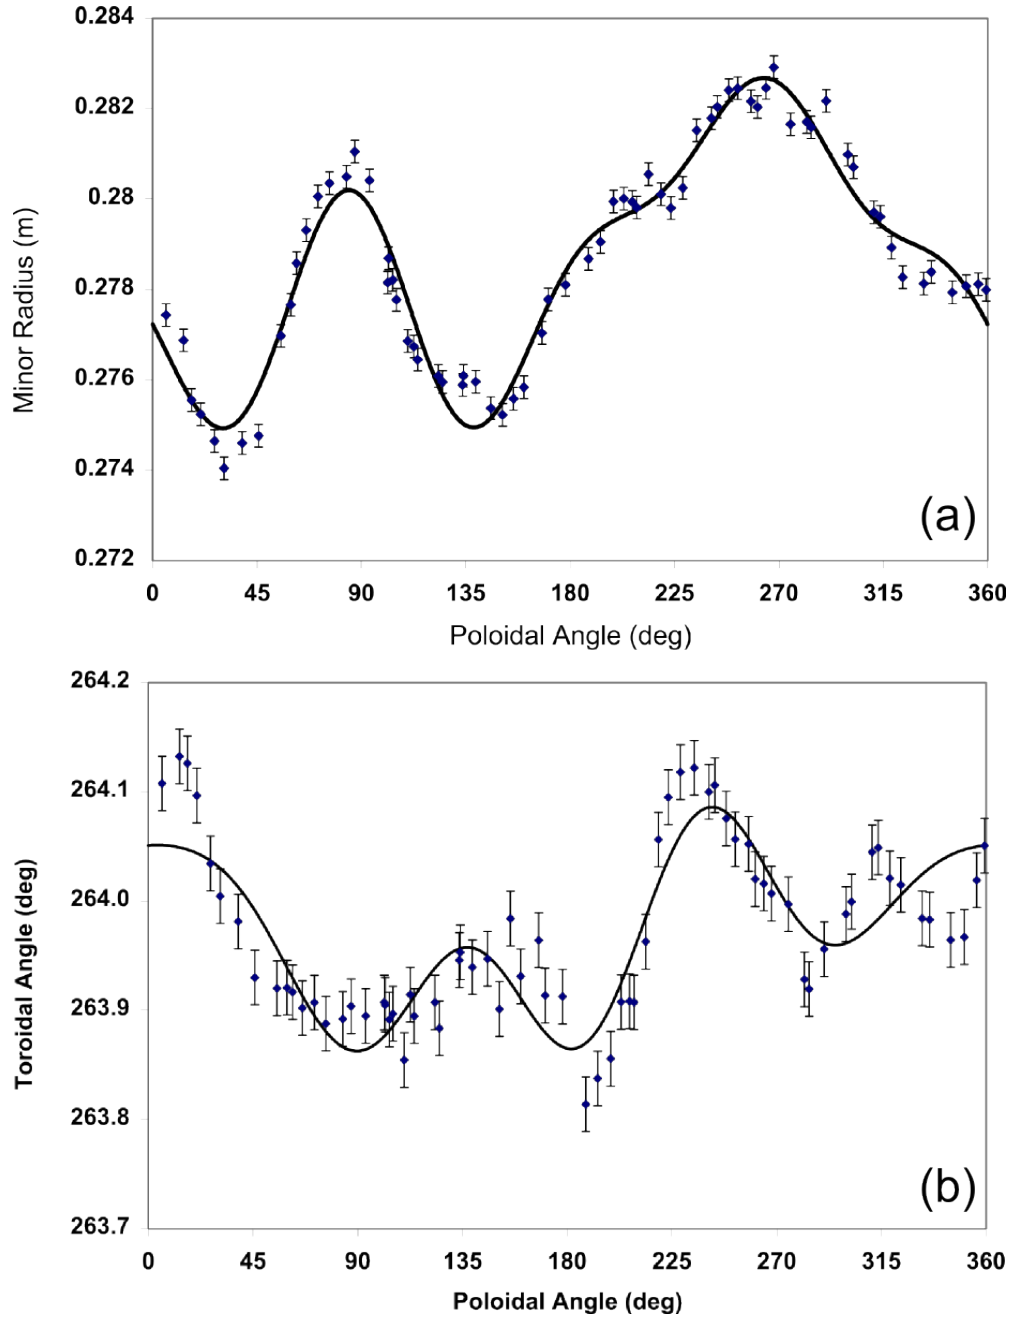 0.284
0.282
0.28
0.278
0.276
0.274
0.272
Minor Radius (m)
(a)
0 45 90 135 180 225 270 315 360
Poloidal Angle (deg)
264.2
264.1
264.0
263.9
263.8
263.7
Toroidal Angle (deg)
(b)
0 45 90 135 180 225 270 315 360
Poloidal Angle (deg)